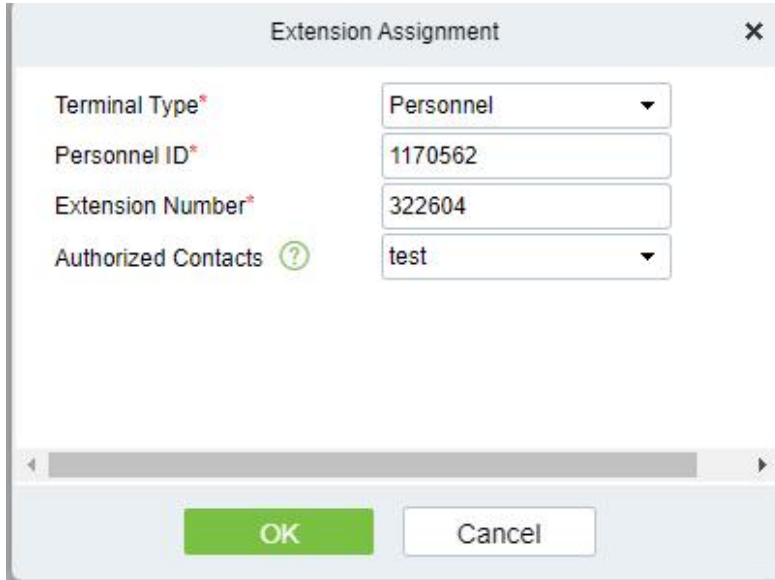 Extension Assignment
Terminal Type* Personnel
Personnel ID* 1170562
Extension Number* 322604
Authorized Contacts ? test
OK Cancel